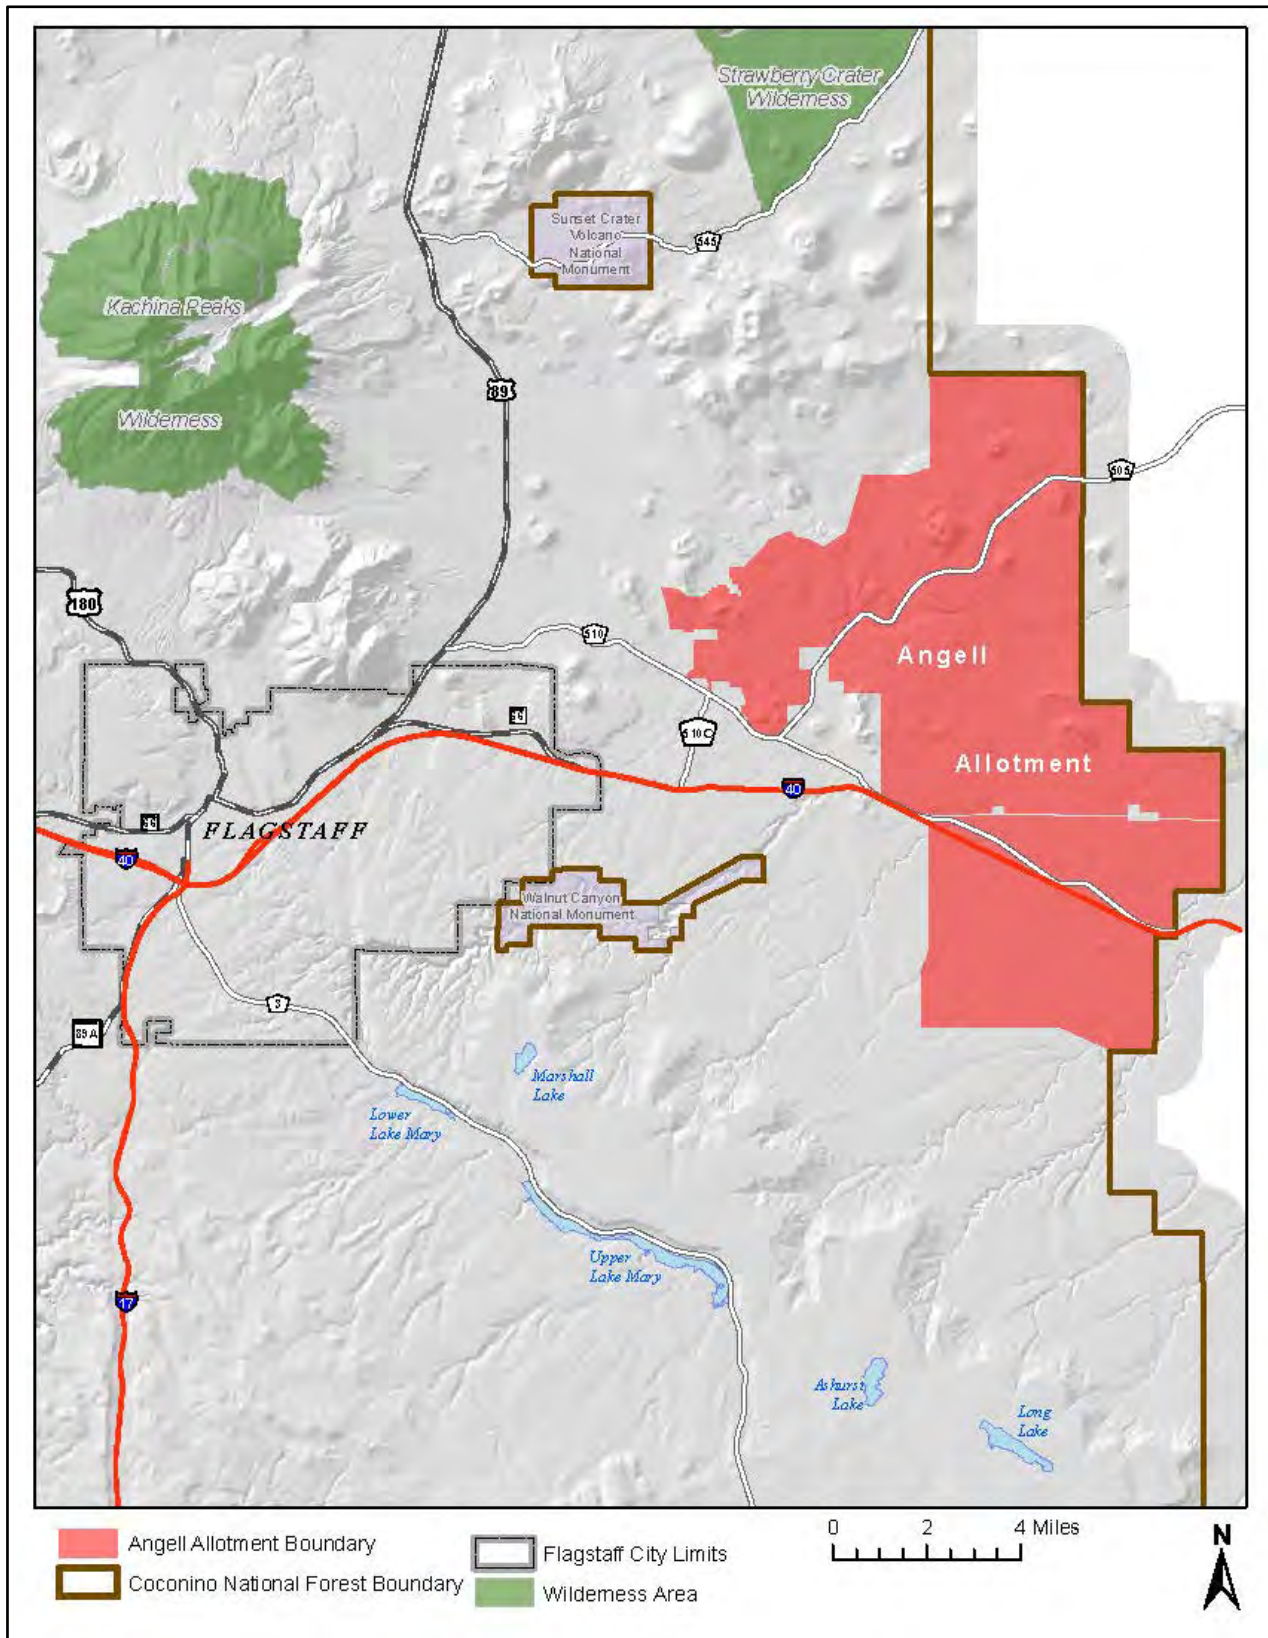 Strawberry Crater
Wilderness
Sunset Crater
Volcano
National
Monument
545
Kachina Peaks
89
Wilderness
505
180
510
Angell
510C
Allotment
40
FLAGSTAFF
40
Walnut Canyon
National Monument
3
89A
Marshall
Lake
Lower
Lake Mary
Upper
Lake Mary
17
Ashurst
Lake
Long
Lake
0 2 4 Miles
N
Angell Allotment Boundary
Coconino National Forest Boundary
Flagstaff City Limits
Wilderness Area